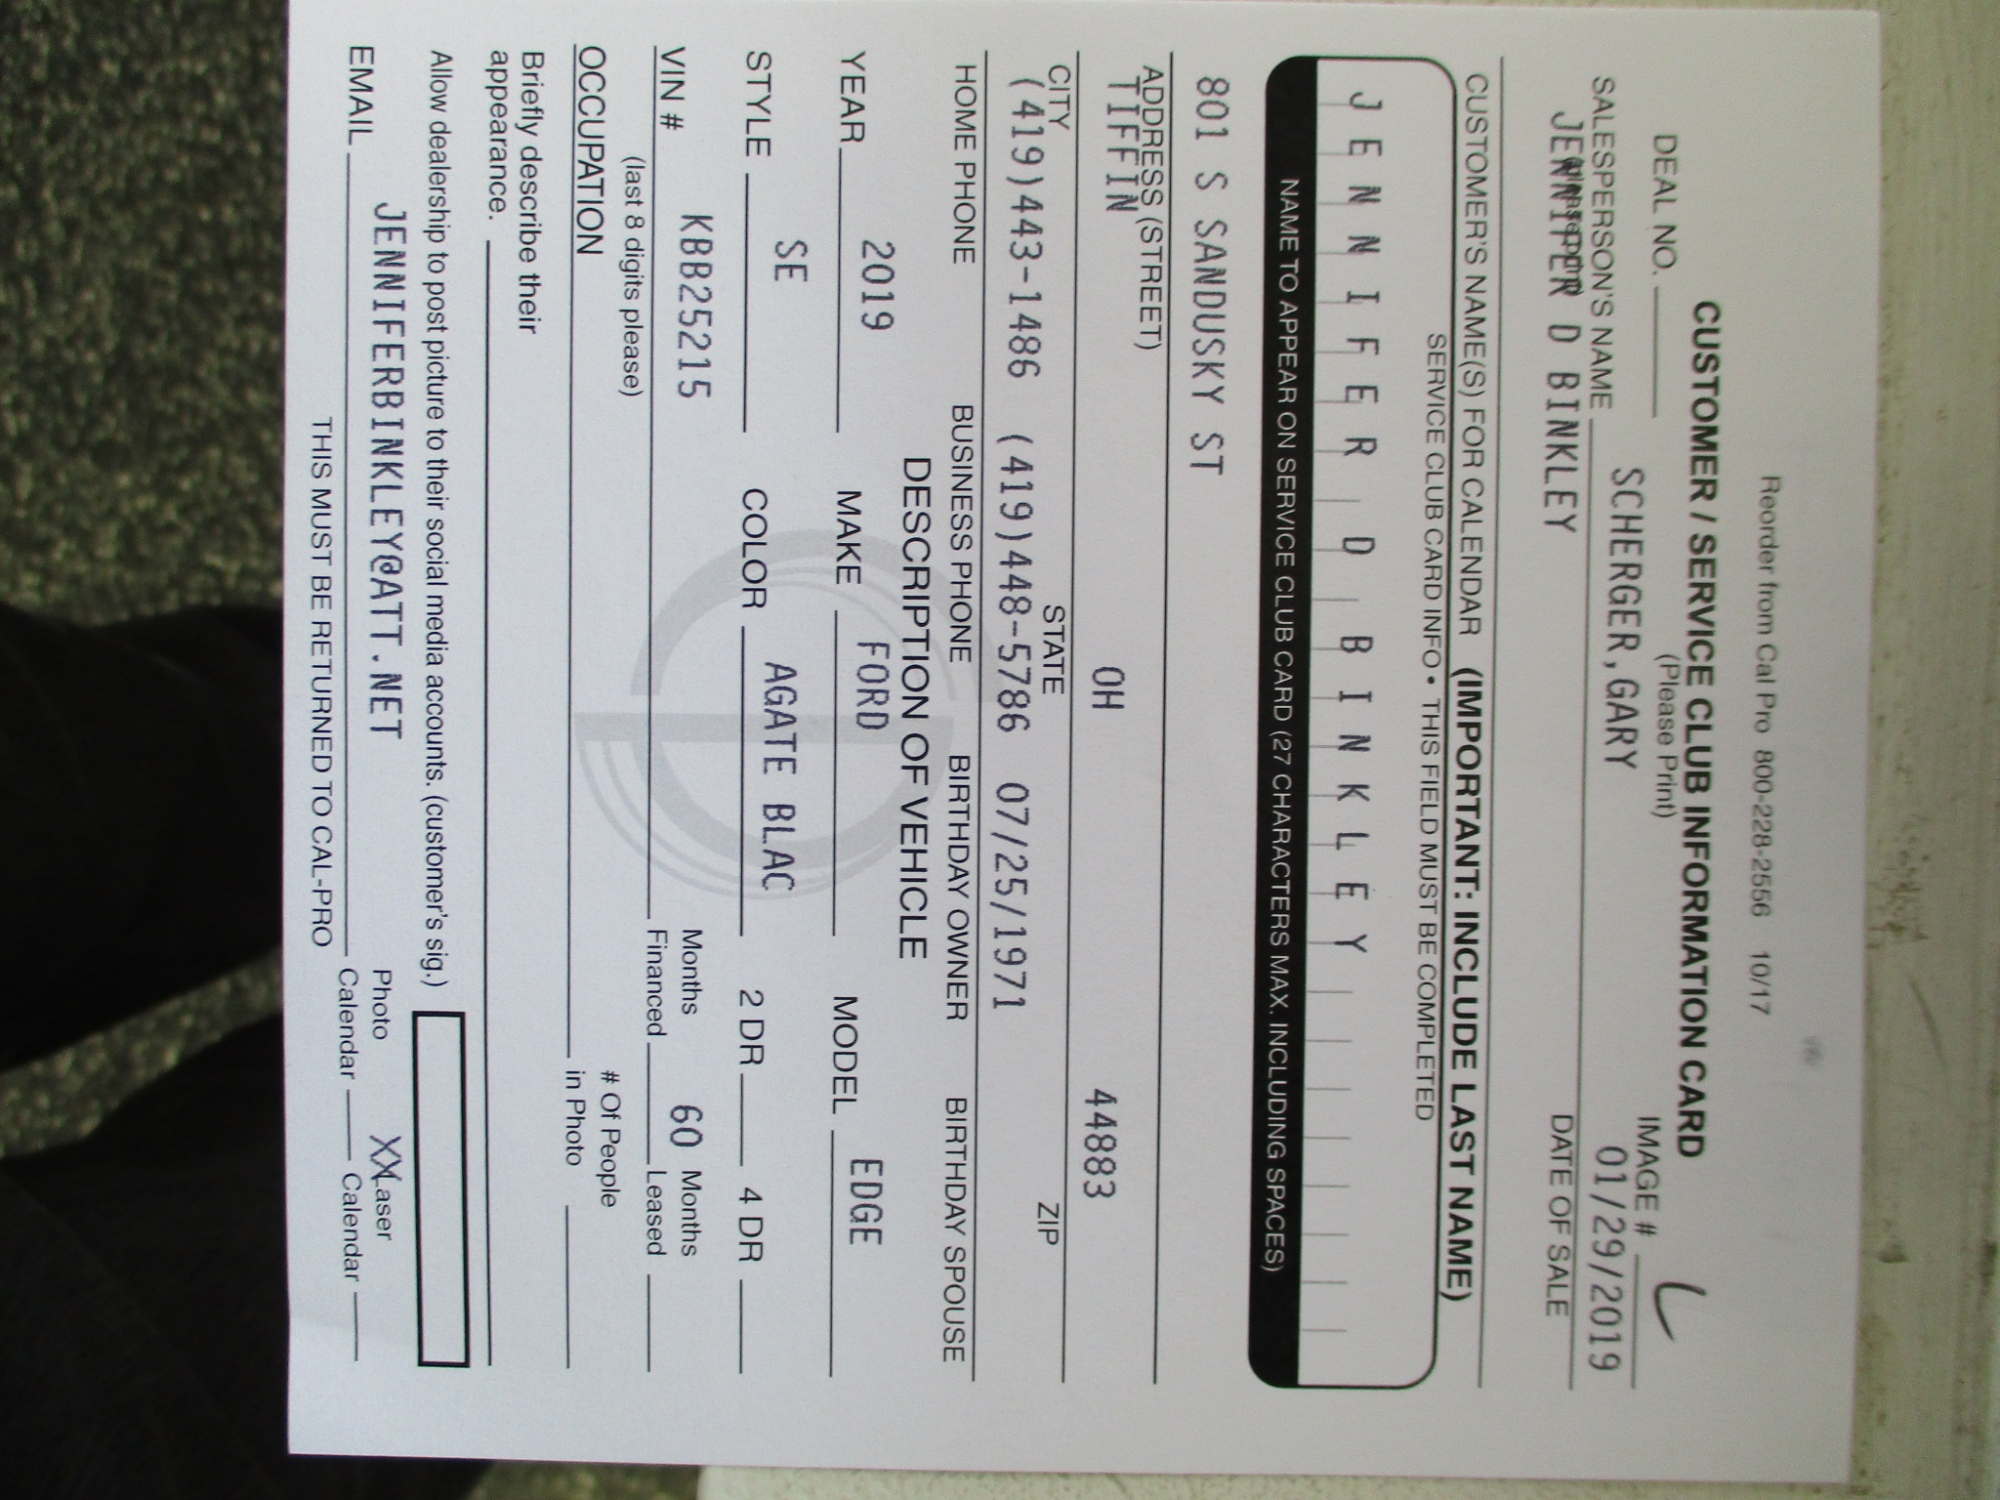 Reorder from Cal Pro 800-228-2556 10/17
CUSTOMER / SERVICE CLUB INFORMATION CARD
(Please Print)
DEAL NO. IMAGE #
SCHERGER,GARY 01/29/2019
SALESPERSON'S NAME DATE OF SALE
JENNIFER D BINKLEY
CUSTOMER'S NAME(S) FOR CALENDAR (IMPORTANT: INCLUDE LAST NAME)
SERVICE CLUB CARD INFO • THIS FIELD MUST BE COMPLETED
JENNIFER D BINKLEY
NAME TO APPEAR ON SERVICE CLUB CARD (27 CHARACTERS MAX. INCLUDING SPACES)
801 S SANDUSKY ST
ADDRESS (STREET)
TIFFIN OH 44883
CITY STATE ZIP
(419)443-1486 (419)448-5786 07/25/1971
HOME PHONE BUSINESS PHONE BIRTHDAY OWNER BIRTHDAY SPOUSE
DESCRIPTION OF VEHICLE
YEAR 2019 MAKE FORD MODEL EDGE
STYLE SE COLOR AGATE BLAC 2 DR 4 DR
VIN # KBB25215 Months Financed 60 Months Leased
(last 8 digits please)
OCCUPATION # Of People in Photo
Briefly describe their
appearance.
Allow dealership to post picture to their social media accounts. (customer's sig.)
EMAIL JENNIFERBINKLEY@ATT.NET Photo Calendar XXaser Calendar
THIS MUST BE RETURNED TO CAL-PRO